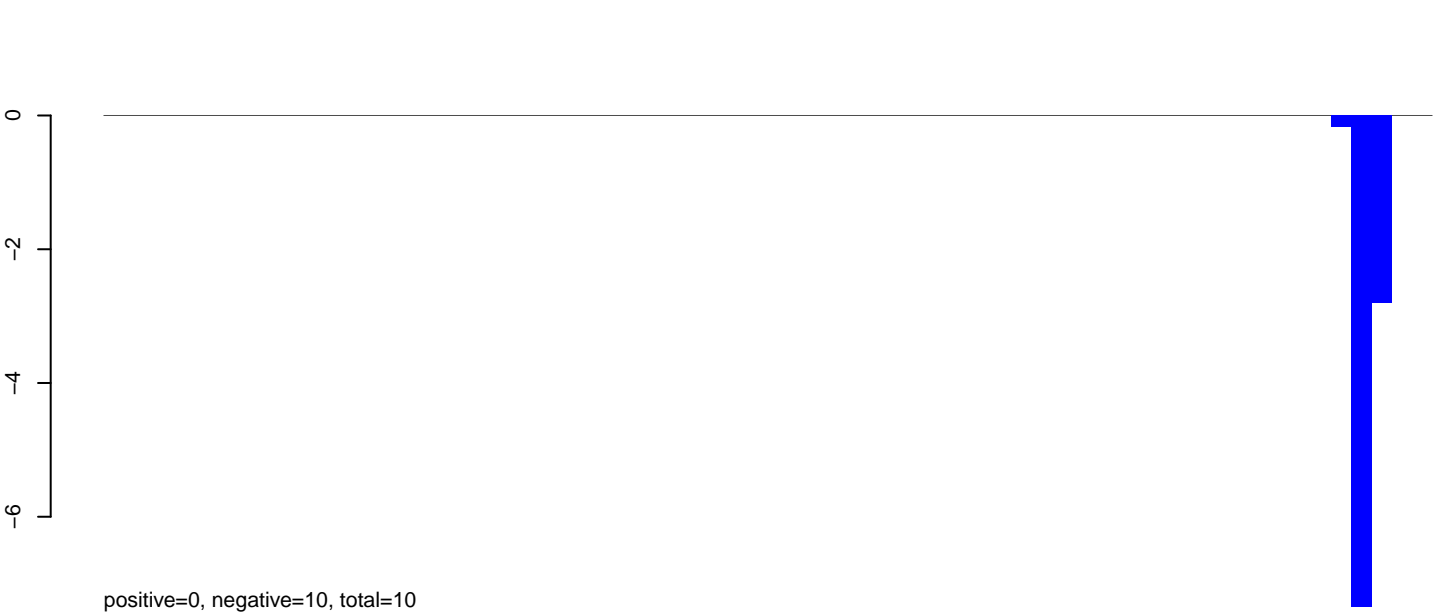 0
−2
−4
−6
positive=0, negative=10, total=10